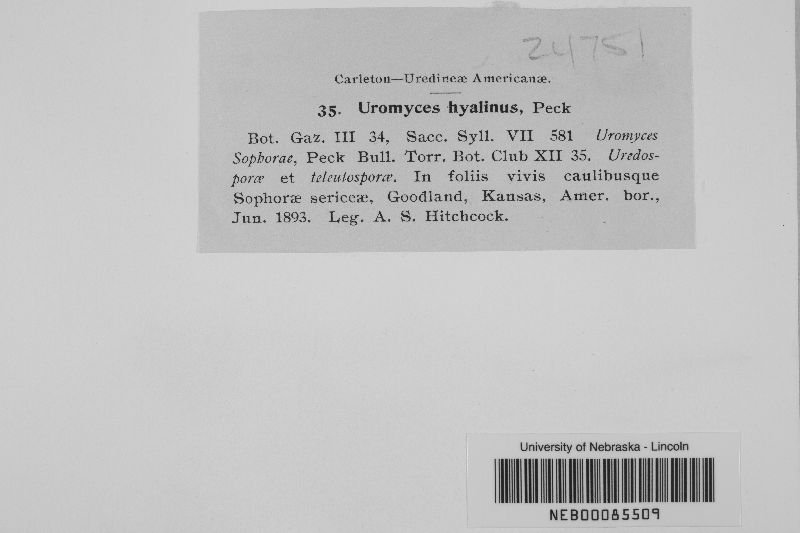 24751
Carleton—Uredineæ Americanæ.
35. Uromyces hyalinus, Peck
Bot. Gaz. III 34, Sacc. Syll. VII 581 Uromyces
Sophorae, Peck Bull. Torr. Bot. Club XII 35. Uredos-
poræ et teleutosporæ. In foliis vivis caulibusque
Sophoræ sericeæ, Goodland, Kansas, Amer. bor.,
Jun. 1893. Leg. A. S. Hitchcock.
University of Nebraska - Lincoln
NEB00085509